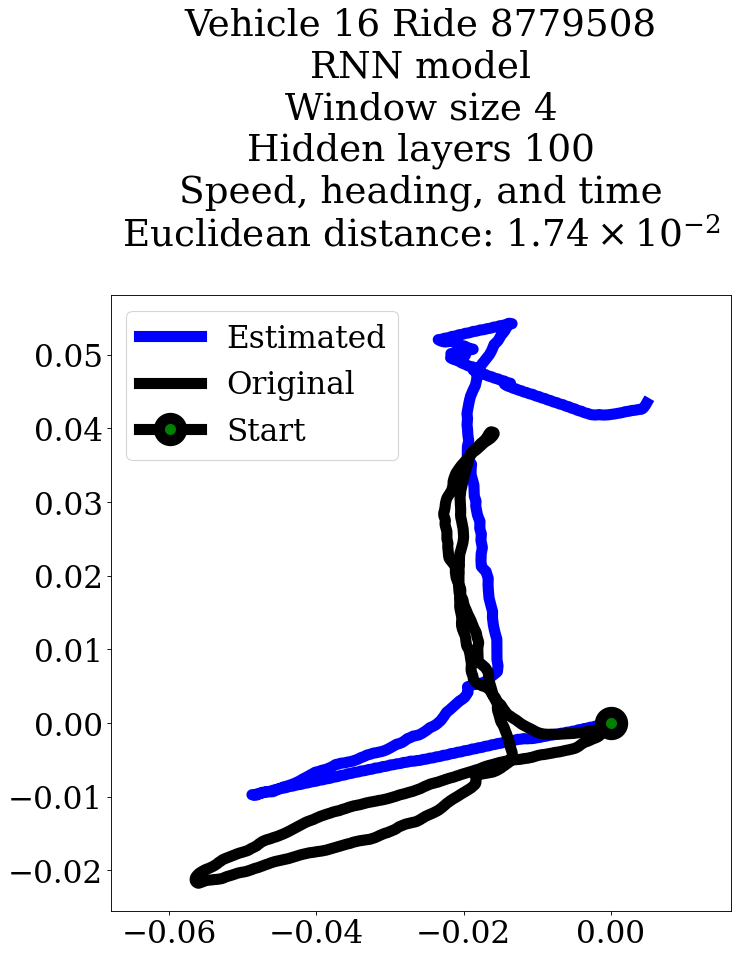 Vehicle 16 Ride 8779508
RNN model
Window size 4
Hidden layers 100
Speed, heading, and time
Euclidean distance: 1.74 × 10⁻²
Estimated
Original
Start
0.05
0.04
0.03
0.02
0.01
0.00
−0.01
−0.02
−0.06 −0.04 −0.02 0.00